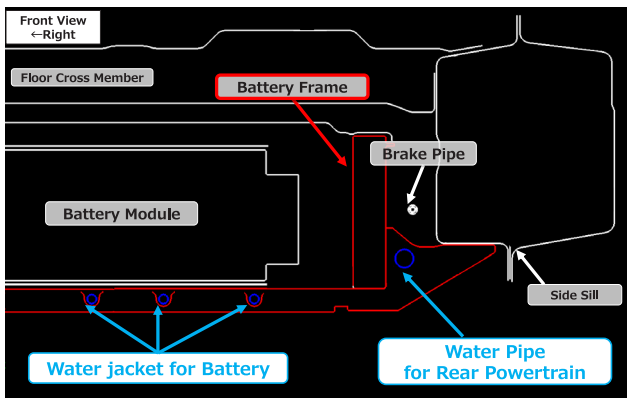 Front View
←Right
Floor Cross Member
Battery Frame
Brake Pipe
Battery Module
Side Sill
Water jacket for Battery
Water Pipe
for Rear Powertrain